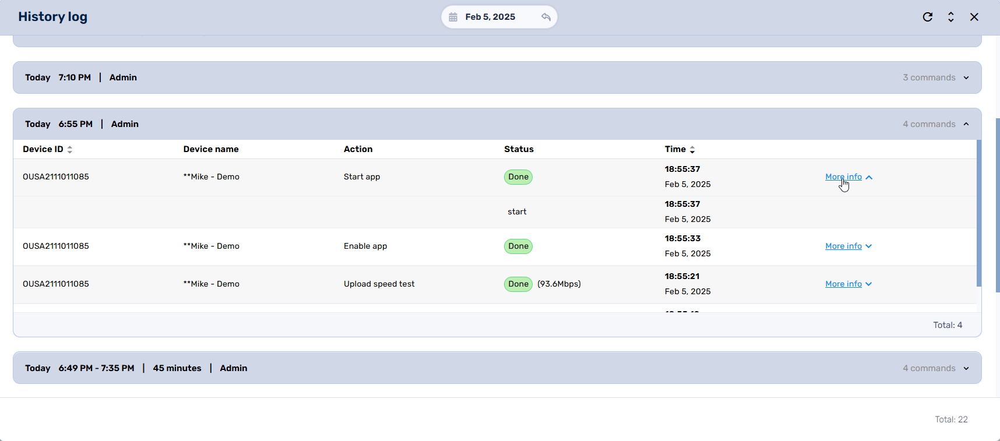 History log
Feb 5, 2025
Today 7:10 PM | Admin
3 commands
Today 6:55 PM | Admin
4 commands
Device ID Device name Action Status Time
OUSA2111011085 **Mike - Demo Start app Done 18:55:37 Feb 5, 2025 More info
start 18:55:37 Feb 5, 2025
OUSA2111011085 **Mike - Demo Enable app Done 18:55:33 Feb 5, 2025 More info
OUSA2111011085 **Mike - Demo Upload speed test Done (93.6Mbps) 18:55:21 Feb 5, 2025 More info
Total: 4
Today 6:49 PM - 7:35 PM | 45 minutes | Admin
4 commands
Total: 22